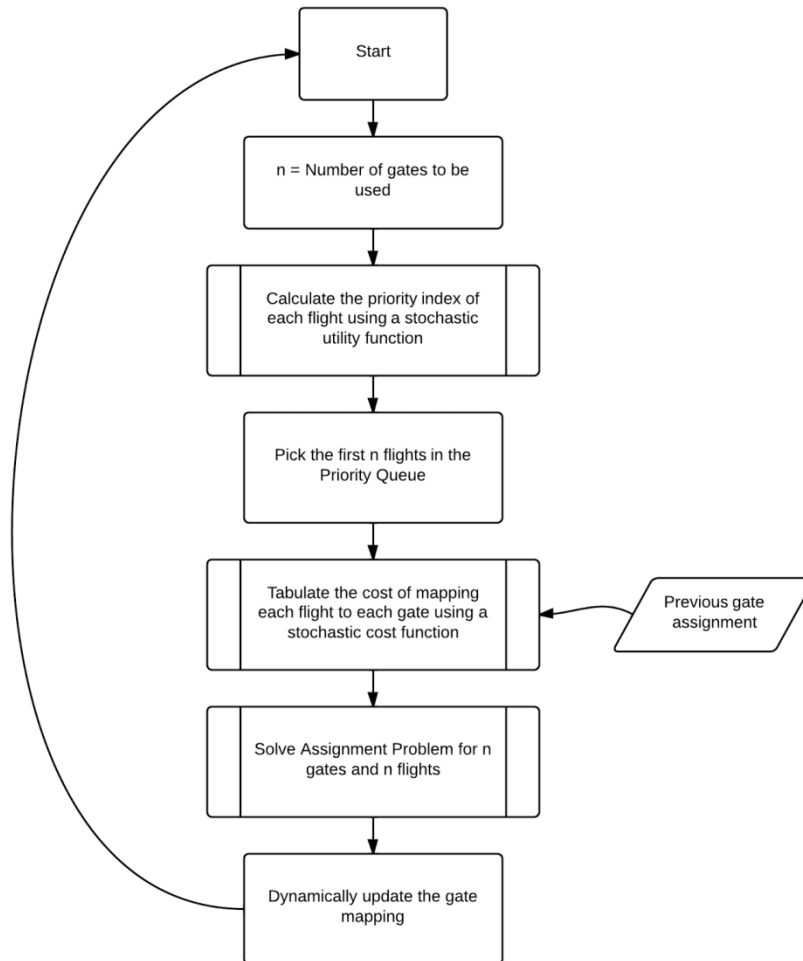 Start
n = Number of gates to be
used
Calculate the priority index of
each flight using a stochastic
utility function
Pick the first n flights in the
Priority Queue
Tabulate the cost of mapping
each flight to each gate using a
stochastic cost function
Previous gate
assignment
Solve Assignment Problem for n
gates and n flights
Dynamically update the gate
mapping